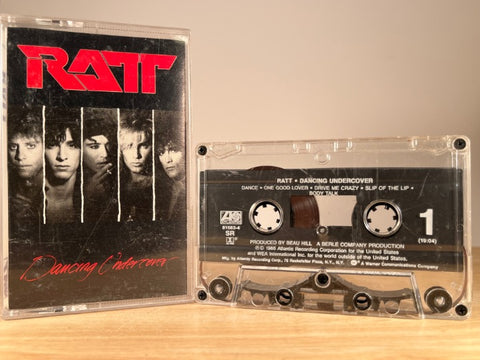 RATT
Dancing Undercover
RATT • DANCING UNDERCOVER
DANCE • ONE GOOD LOVER • DRIVE ME CRAZY • SLIP OF THE LIP •
BODY TALK
81683-4
SR
1
(19:04)
PRODUCED BY BEAU HILL A BERLE COMPANY PRODUCTION
© 1986 Atlantic Recording Corporation for the United States
and WEA International Inc. for the world outside of the United States.
Mfg. by Atlantic Recording Corp., 75 Rockefeller Plaza, N.Y., N.Y.
A Warner Communications Company